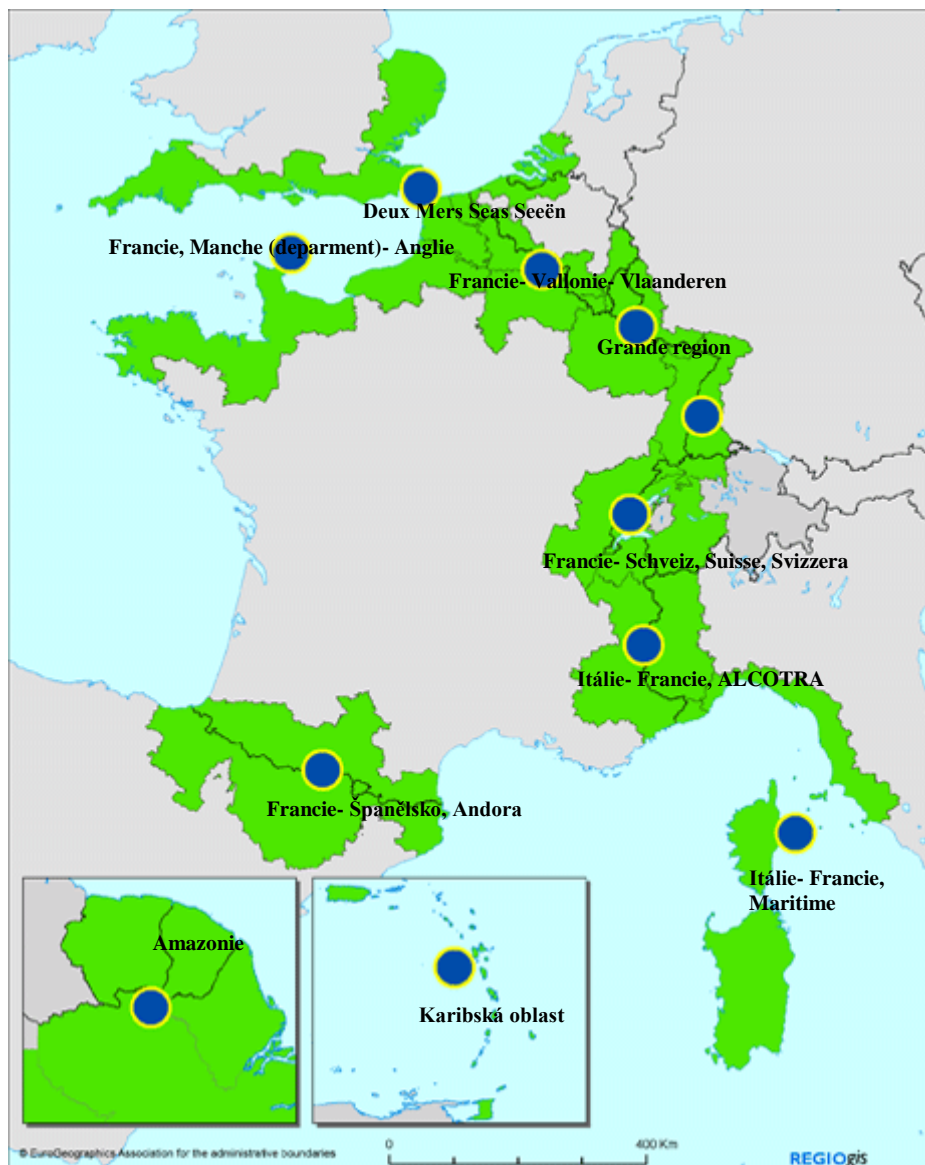 Deux Mers Seas Seeën
Francie, Manche (deparment)- Anglie
Francie- Vallonie- Vlaanderen
Grande region
Francie- Schveiz, Suisse, Svizzera
Itálie- Francie, ALCOTRA
Francie- Španělsko, Andora
Itálie- Francie,
Maritime
Amazonie
Karibská oblast
0 400 Km
© EuroGeographics Association for the administrative boundaries
REGIOgis